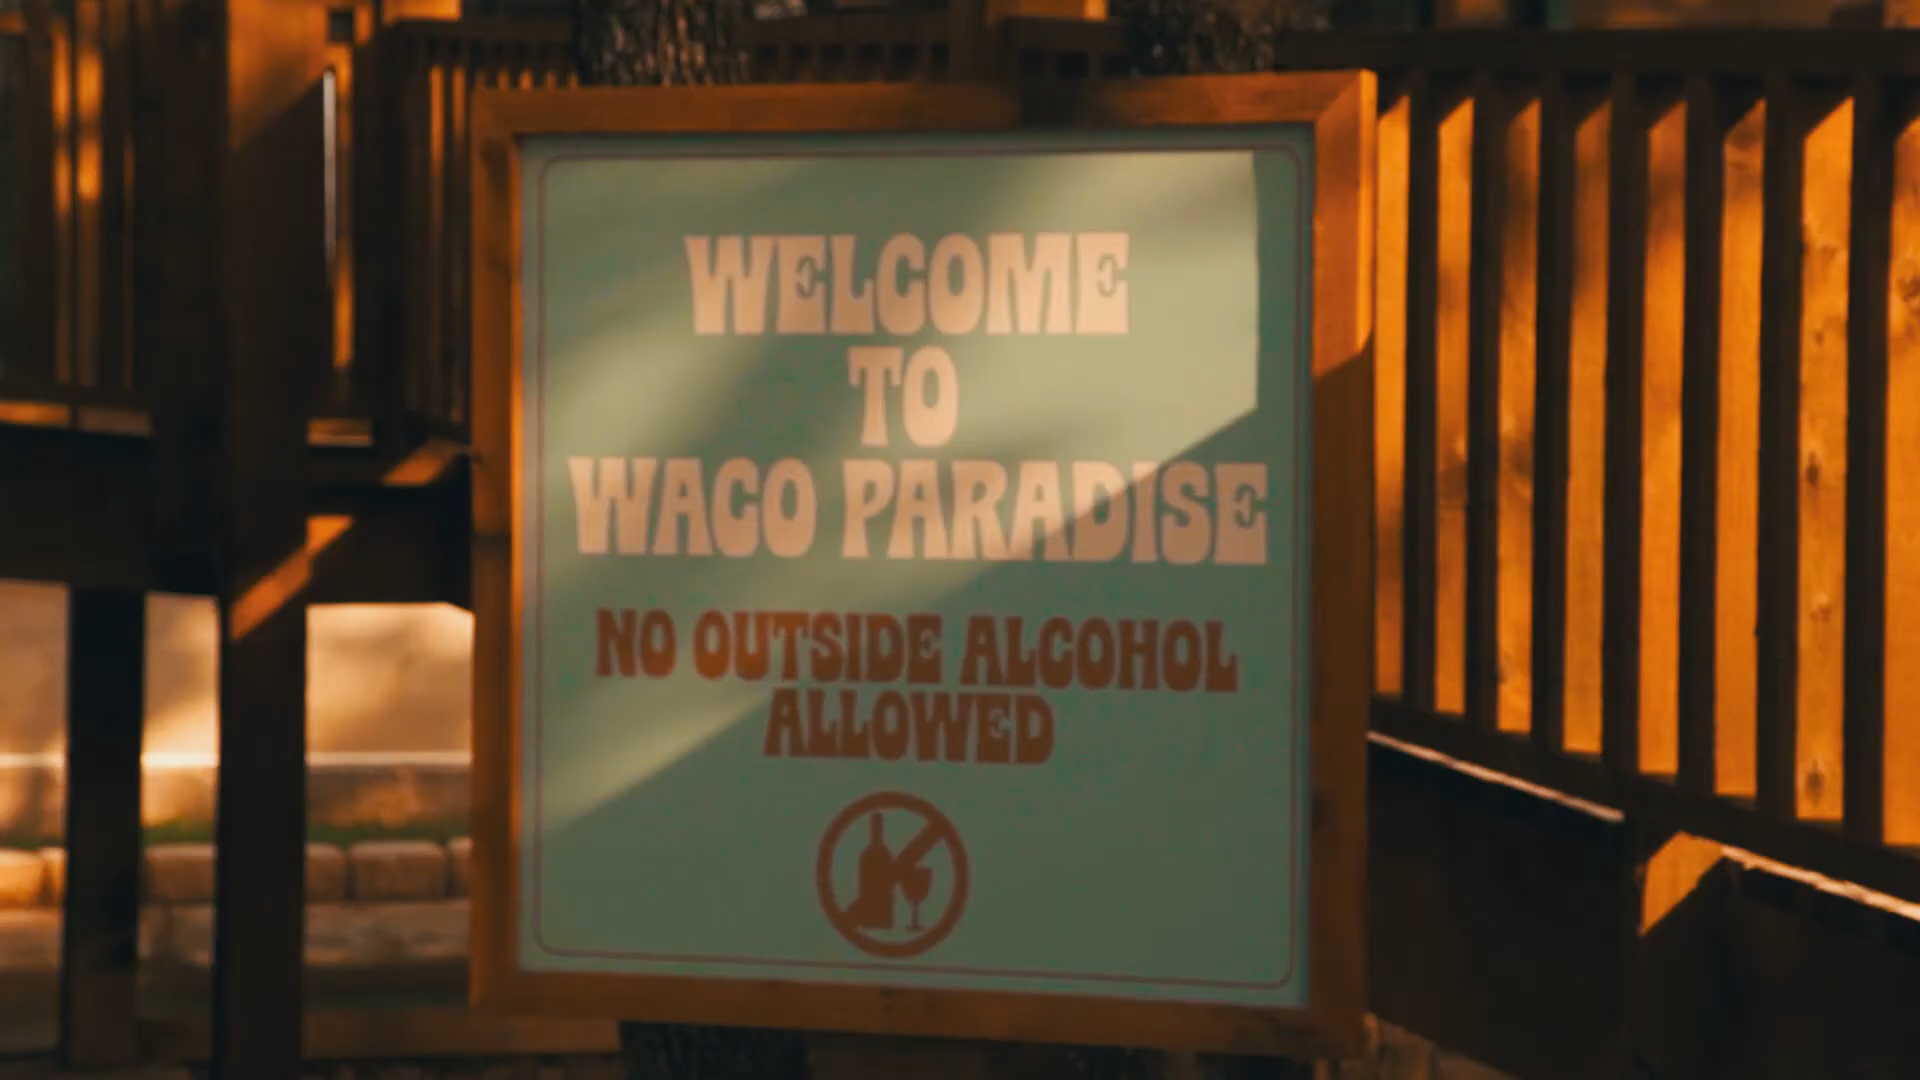 WELCOME
TO
WACO PARADISE
NO OUTSIDE ALCOHOL
ALLOWED